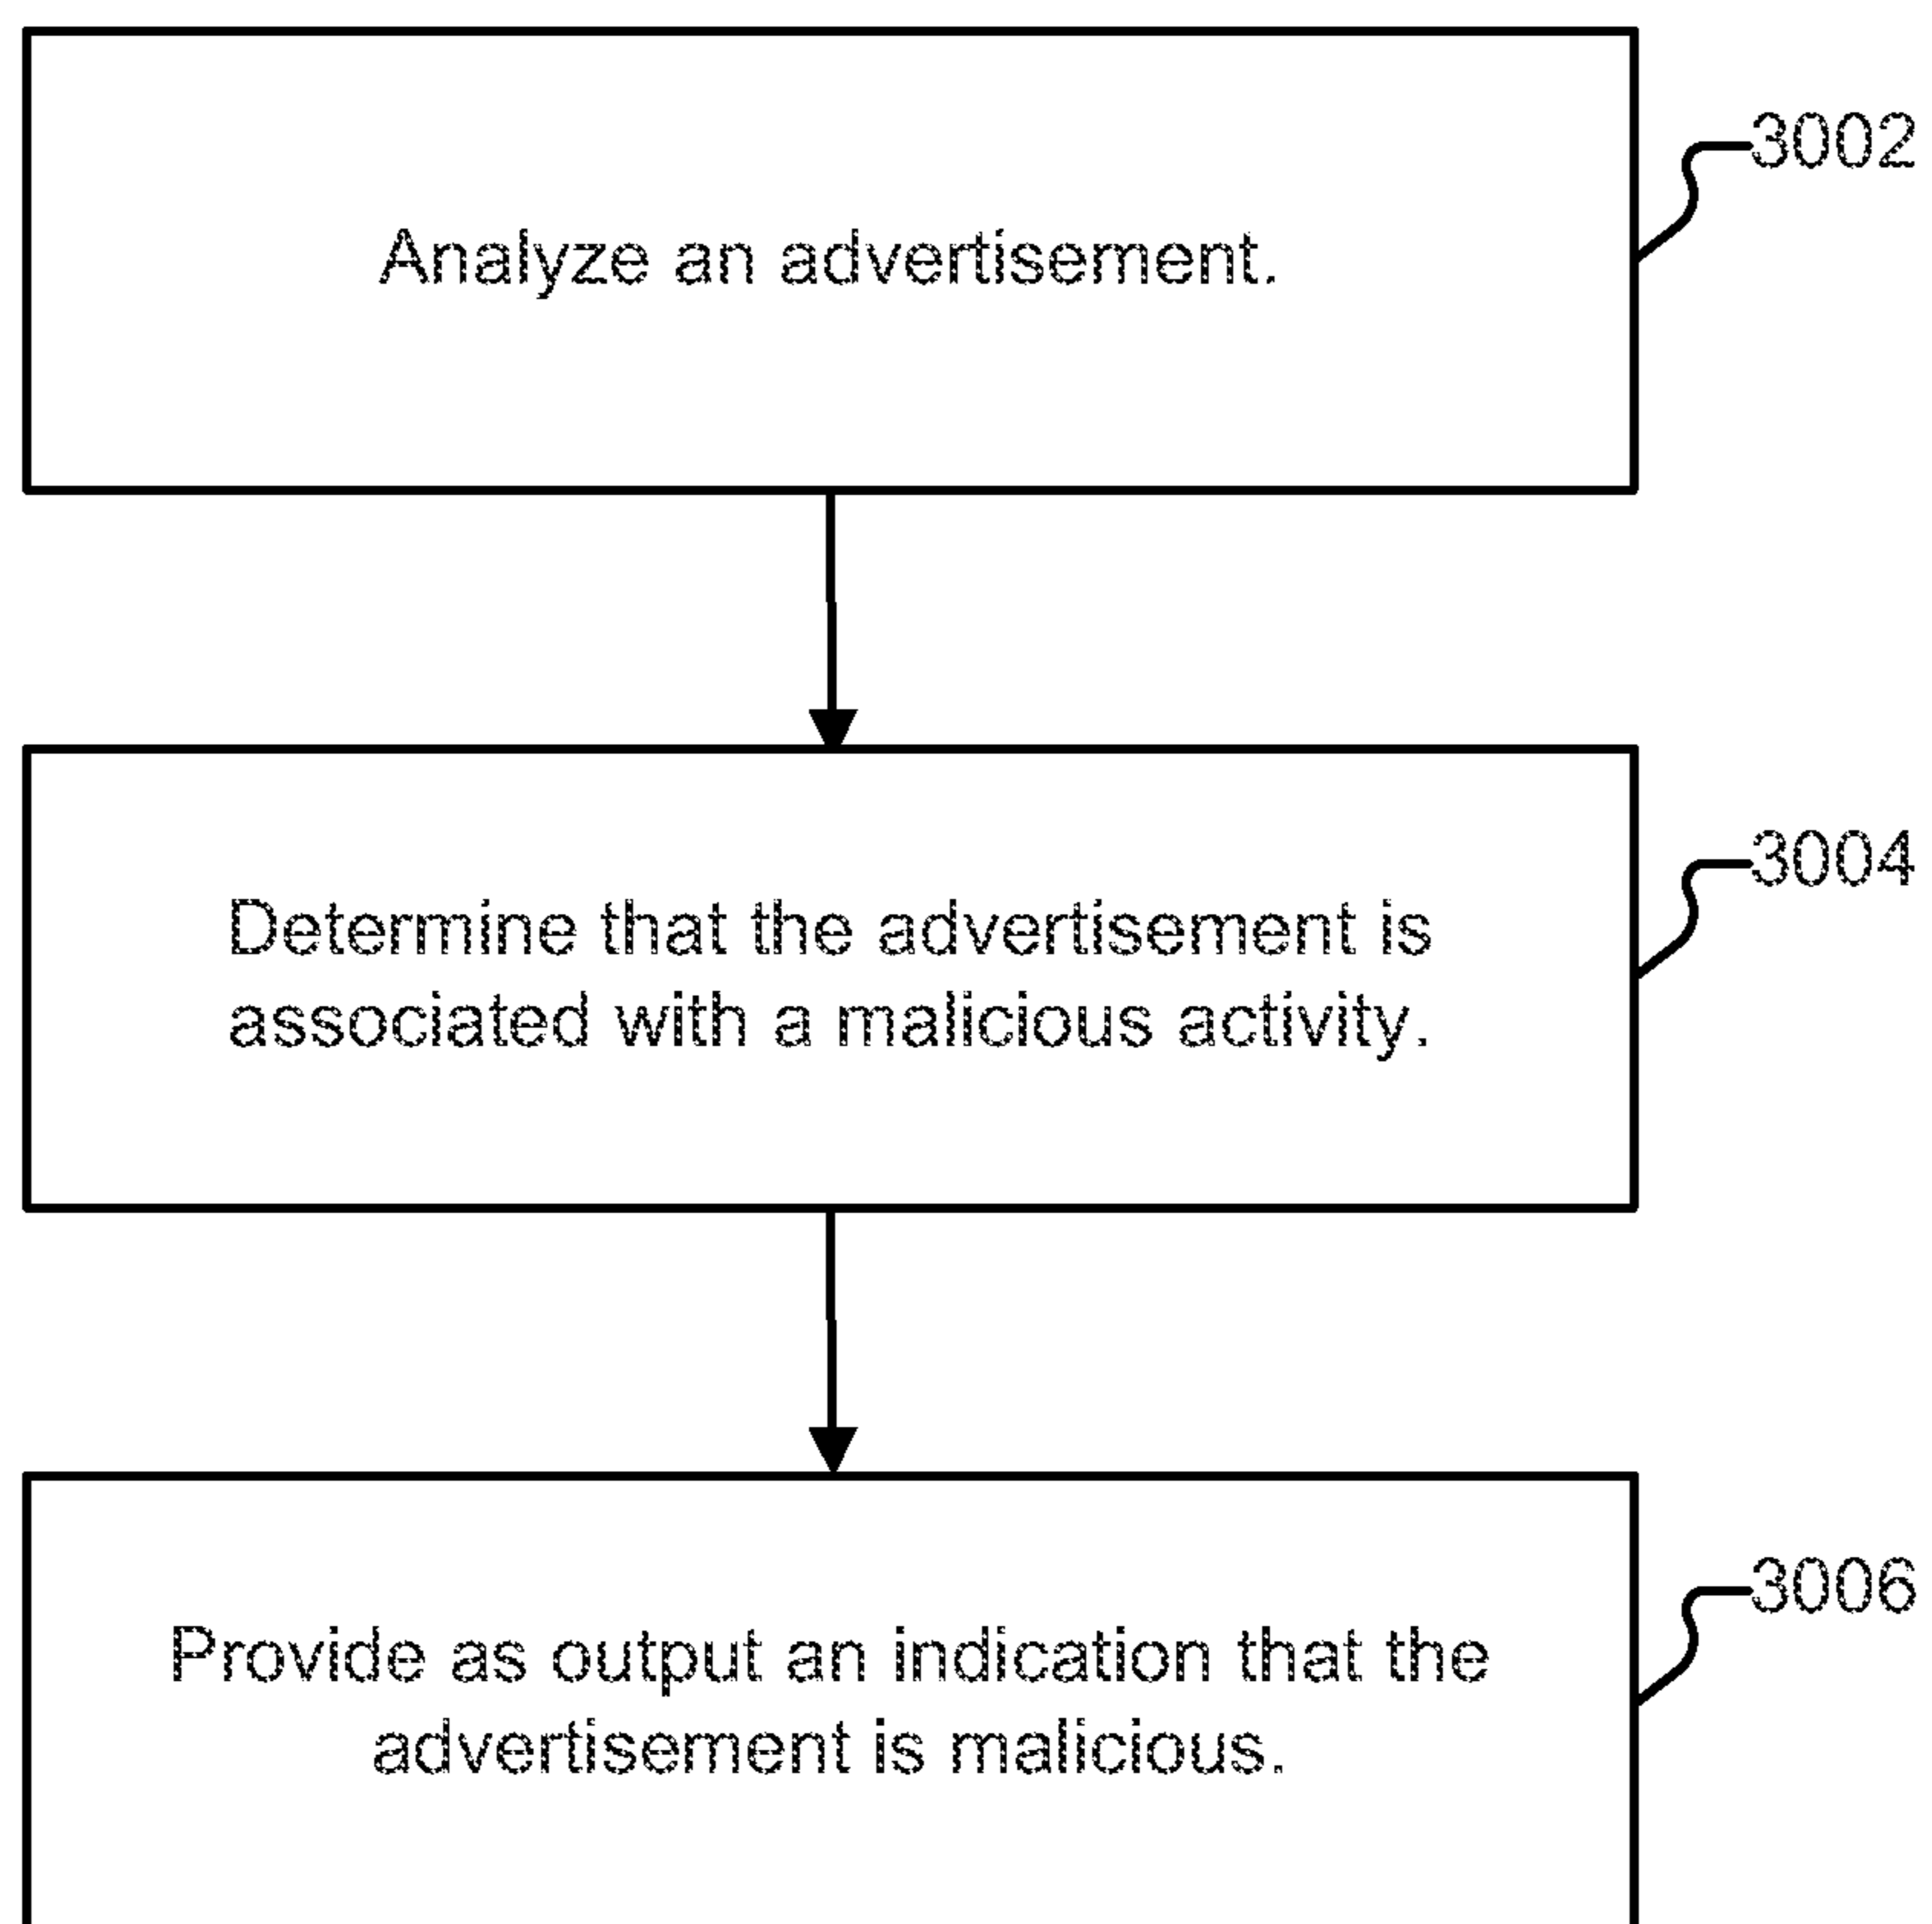 3002
Analyze an advertisement.
3004
Determine that the advertisement is
associated with a malicious activity.
3006
Provide as output an indication that the
advertisement is malicious.